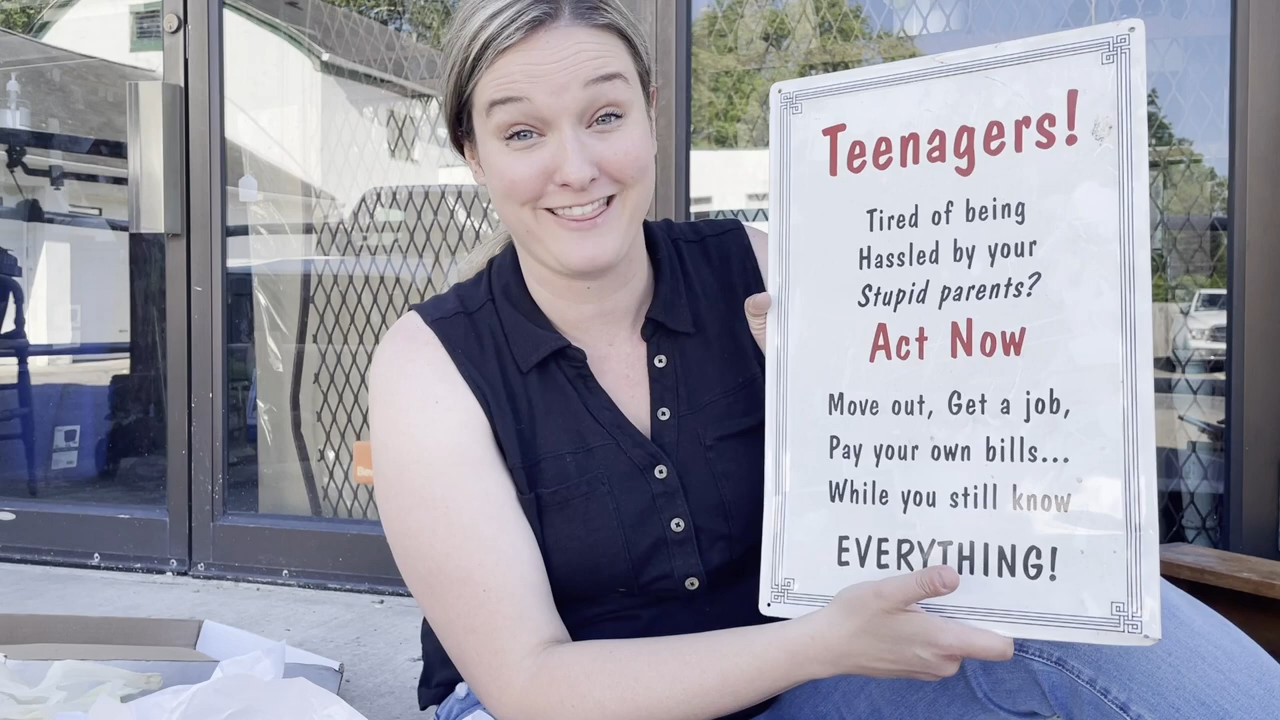 Teenagers!
Tired of being
Hassled by your
Stupid parents?
Act Now
Move out, Get a job,
Pay your own bills...
While you still know
EVERYTHING!